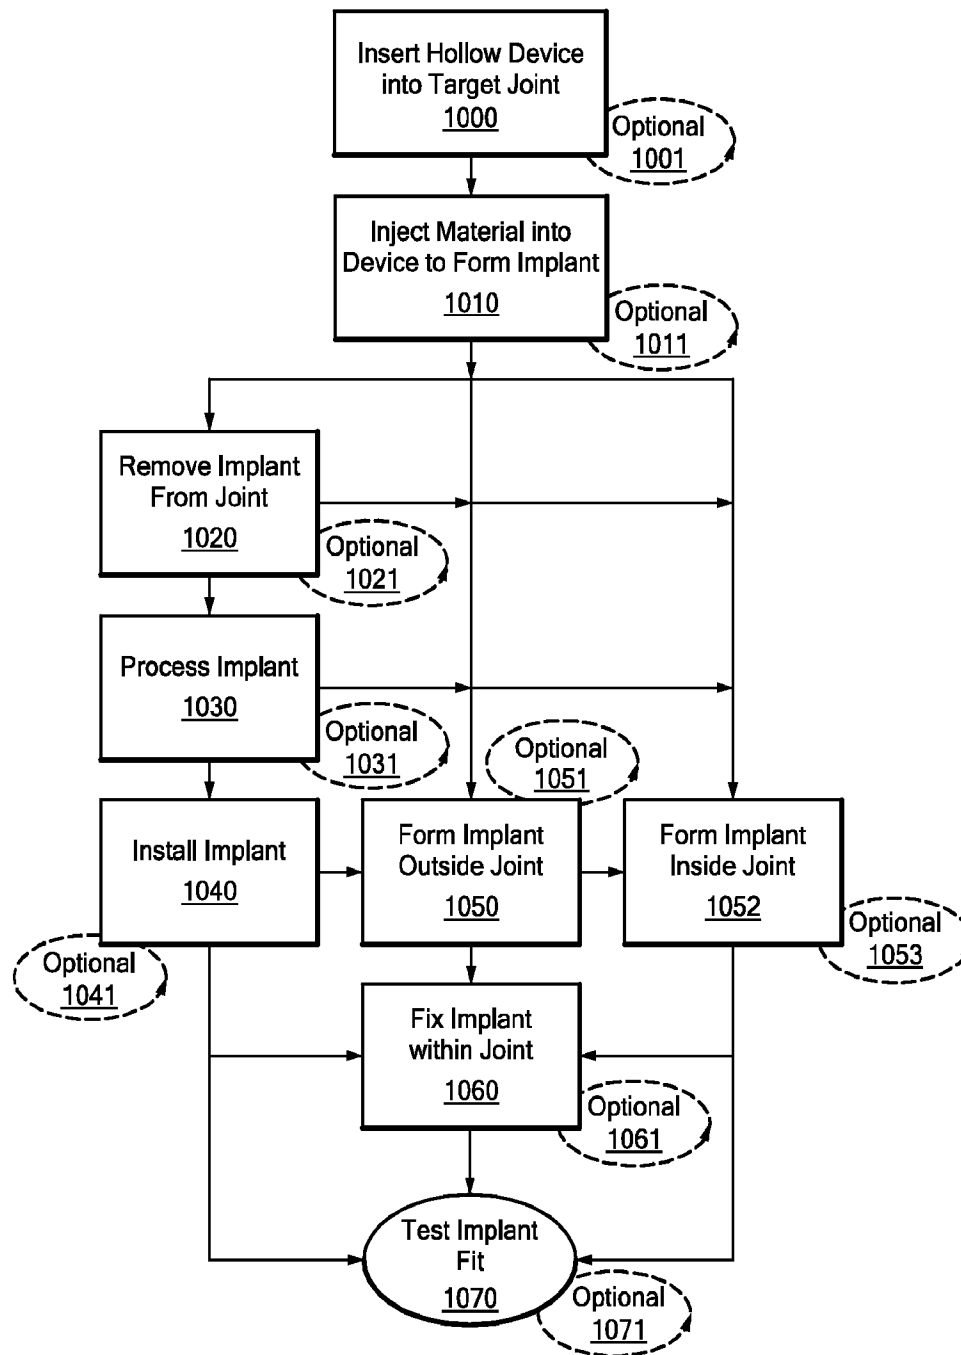 Insert Hollow Device
into Target Joint
1000
Optional
1001
Inject Material into
Device to Form Implant
1010
Optional
1011
Remove Implant
From Joint
1020
Optional
1021
Process Implant
1030
Optional
1031
Optional
1051
Install Implant
1040
Form Implant
Outside Joint
1050
Form Implant
Inside Joint
1052
Optional
1041
Optional
1053
Fix Implant
within Joint
1060
Optional
1061
Test Implant
Fit
1070
Optional
1071